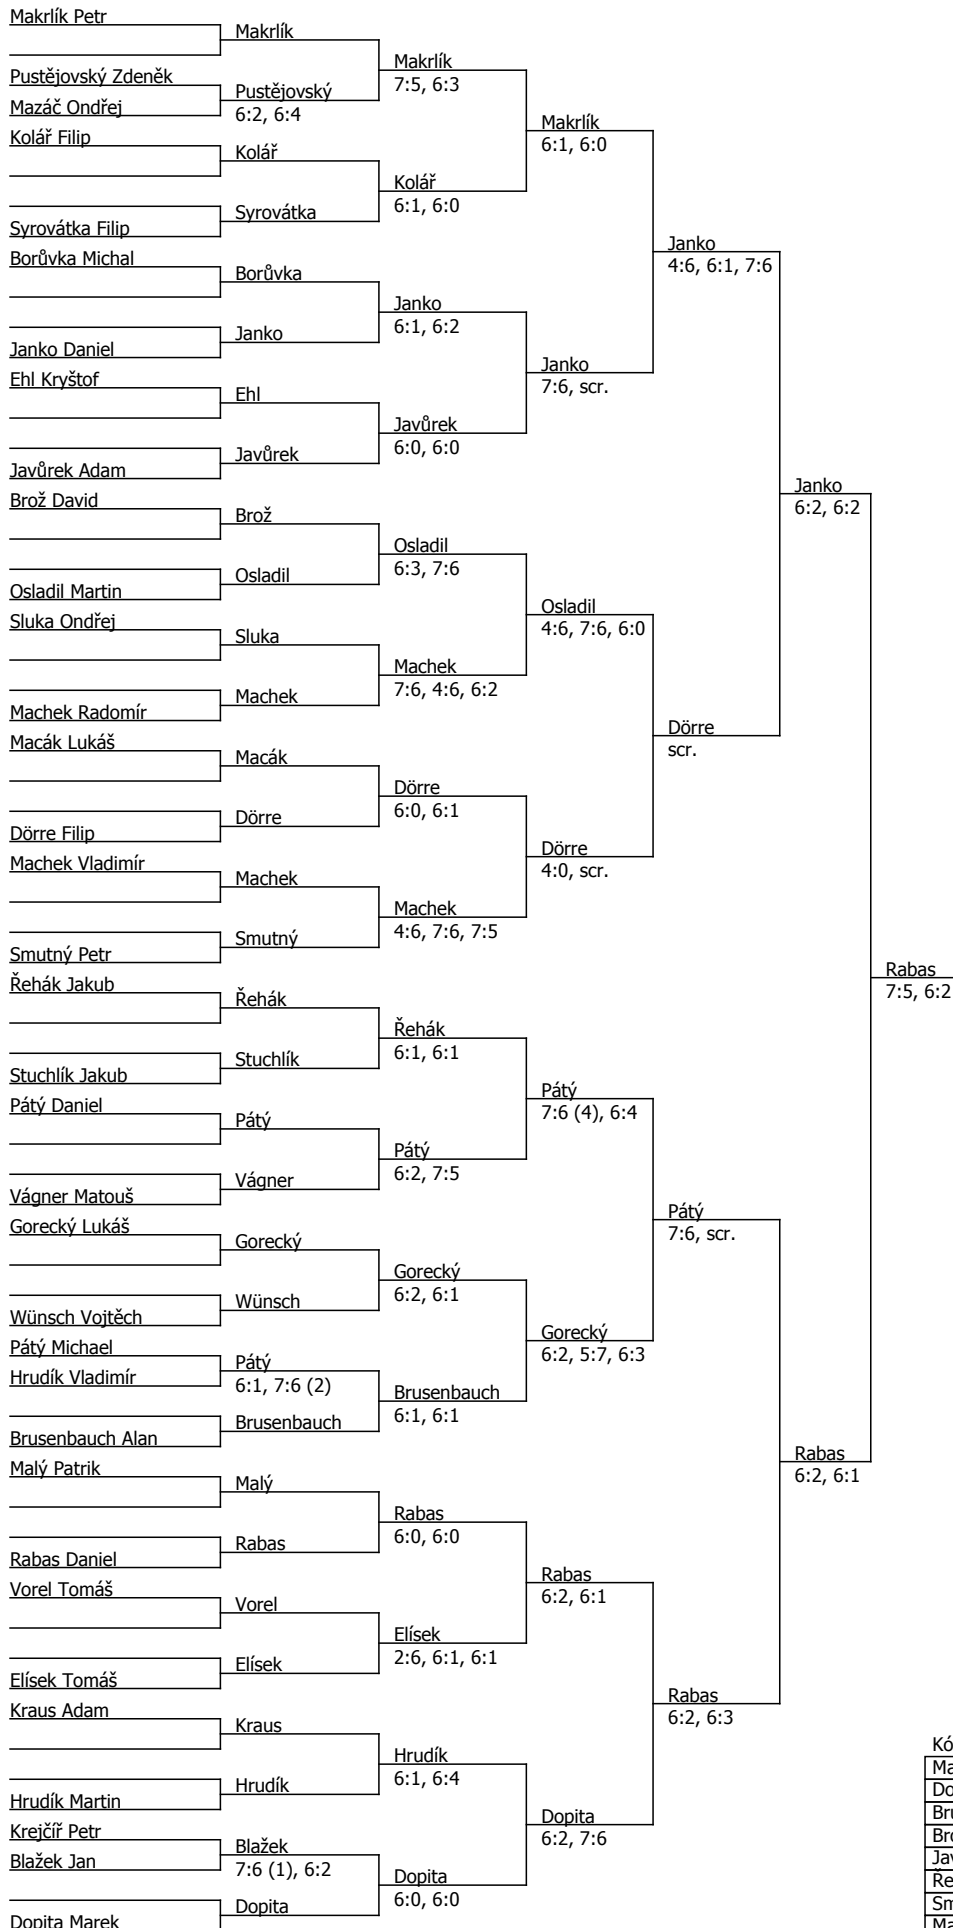 Makrlík Petr
Pustějovský Zdeněk
Mazáč Ondřej
Kolář Filip
Syrovátka Filip
Borůvka Michal
Janko Daniel
Ehl Kryštof
Javůrek Adam
Brož David
Osladil Martin
Sluka Ondřej
Machek Radomír
Macák Lukáš
Dörre Filip
Machek Vladimír
Smutný Petr
Řehák Jakub
Stuchlík Jakub
Pátý Daniel
Vágner Matouš
Gorecký Lukáš
Wünsch Vojtěch
Pátý Michael
Hrudík Vladimír
Brusenbauch Alan
Malý Patrik
Rabas Daniel
Vorel Tomáš
Elísek Tomáš
Kraus Adam
Hrudík Martin
Krejčíř Petr
Blažek Jan
Dopita Marek
Makrlík
Pustějovský
6:2, 6:4
Kolář
Syrovátka
Borůvka
Janko
Ehl
Javůrek
Brož
Osladil
Sluka
Machek
Macák
Dörre
Machek
Smutný
Řehák
Stuchlík
Pátý
Vágner
Gorecký
Wünsch
Pátý
6:1, 7:6 (2)
Brusenbauch
Malý
Rabas
Vorel
Elísek
Kraus
Hrudík
Blažek
7:6 (1), 6:2
Dopita
Makrlík
7:5, 6:3
Kolář
6:1, 6:0
Janko
6:1, 6:2
Javůrek
6:0, 6:0
Osladil
6:3, 7:6
Machek
7:6, 4:6, 6:2
Dörre
6:0, 6:1
Machek
4:6, 7:6, 7:5
Řehák
6:1, 6:1
Pátý
6:2, 7:5
Gorecký
6:2, 6:1
Brusenbauch
6:1, 6:1
Rabas
6:0, 6:0
Elísek
2:6, 6:1, 6:1
Hrudík
6:1, 6:4
Dopita
6:0, 6:0
Makrlík
6:1, 6:0
Janko
7:6, scr.
Osladil
4:6, 7:6, 6:0
Dörre
4:0, scr.
Pátý
7:6 (4), 6:4
Gorecký
6:2, 5:7, 6:3
Rabas
6:2, 6:1
Dopita
6:2, 7:6
Janko
4:6, 6:1, 7:6
Dörre
scr.
Pátý
7:6, scr.
Rabas
6:2, 6:3
Janko
6:2, 6:2
Rabas
6:2, 6:1
Rabas
7:5, 6:2